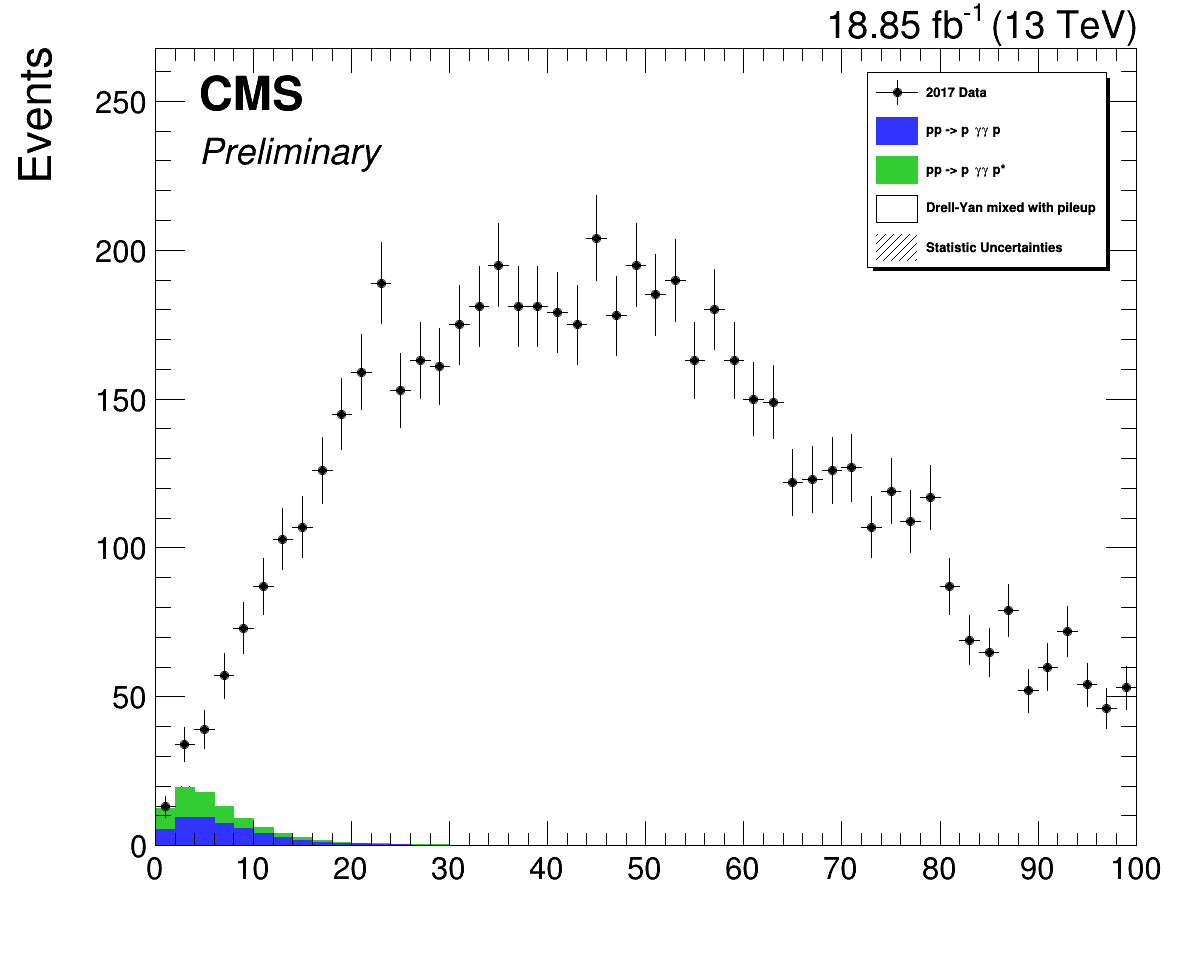 18.85 fb⁻¹ (13 TeV)
Events
CMS
Preliminary
2017 Data
pp -> p γγ p
pp -> p γγ p*
Drell-Yan mixed with pileup
Statistic Uncertainties
250
200
150
100
50
0
0 10 20 30 40 50 60 70 80 90 100